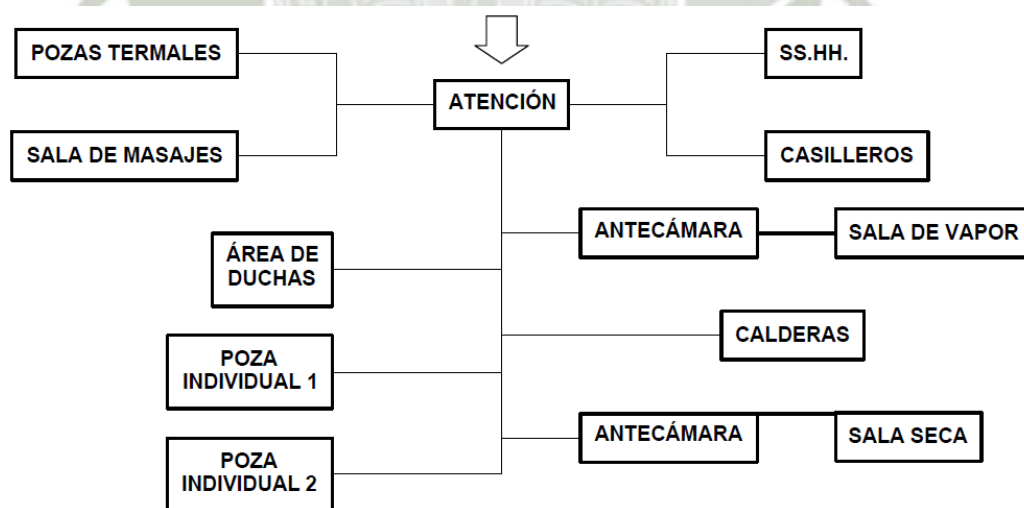 POZAS TERMALES
SS.HH.
ATENCIÓN
SALA DE MASAJES
CASILLEROS
ANTECÁMARA
SALA DE VAPOR
ÁREA DE
DUCHAS
CALDERAS
POZA
INDIVIDUAL 1
ANTECÁMARA
SALA SECA
POZA
INDIVIDUAL 2